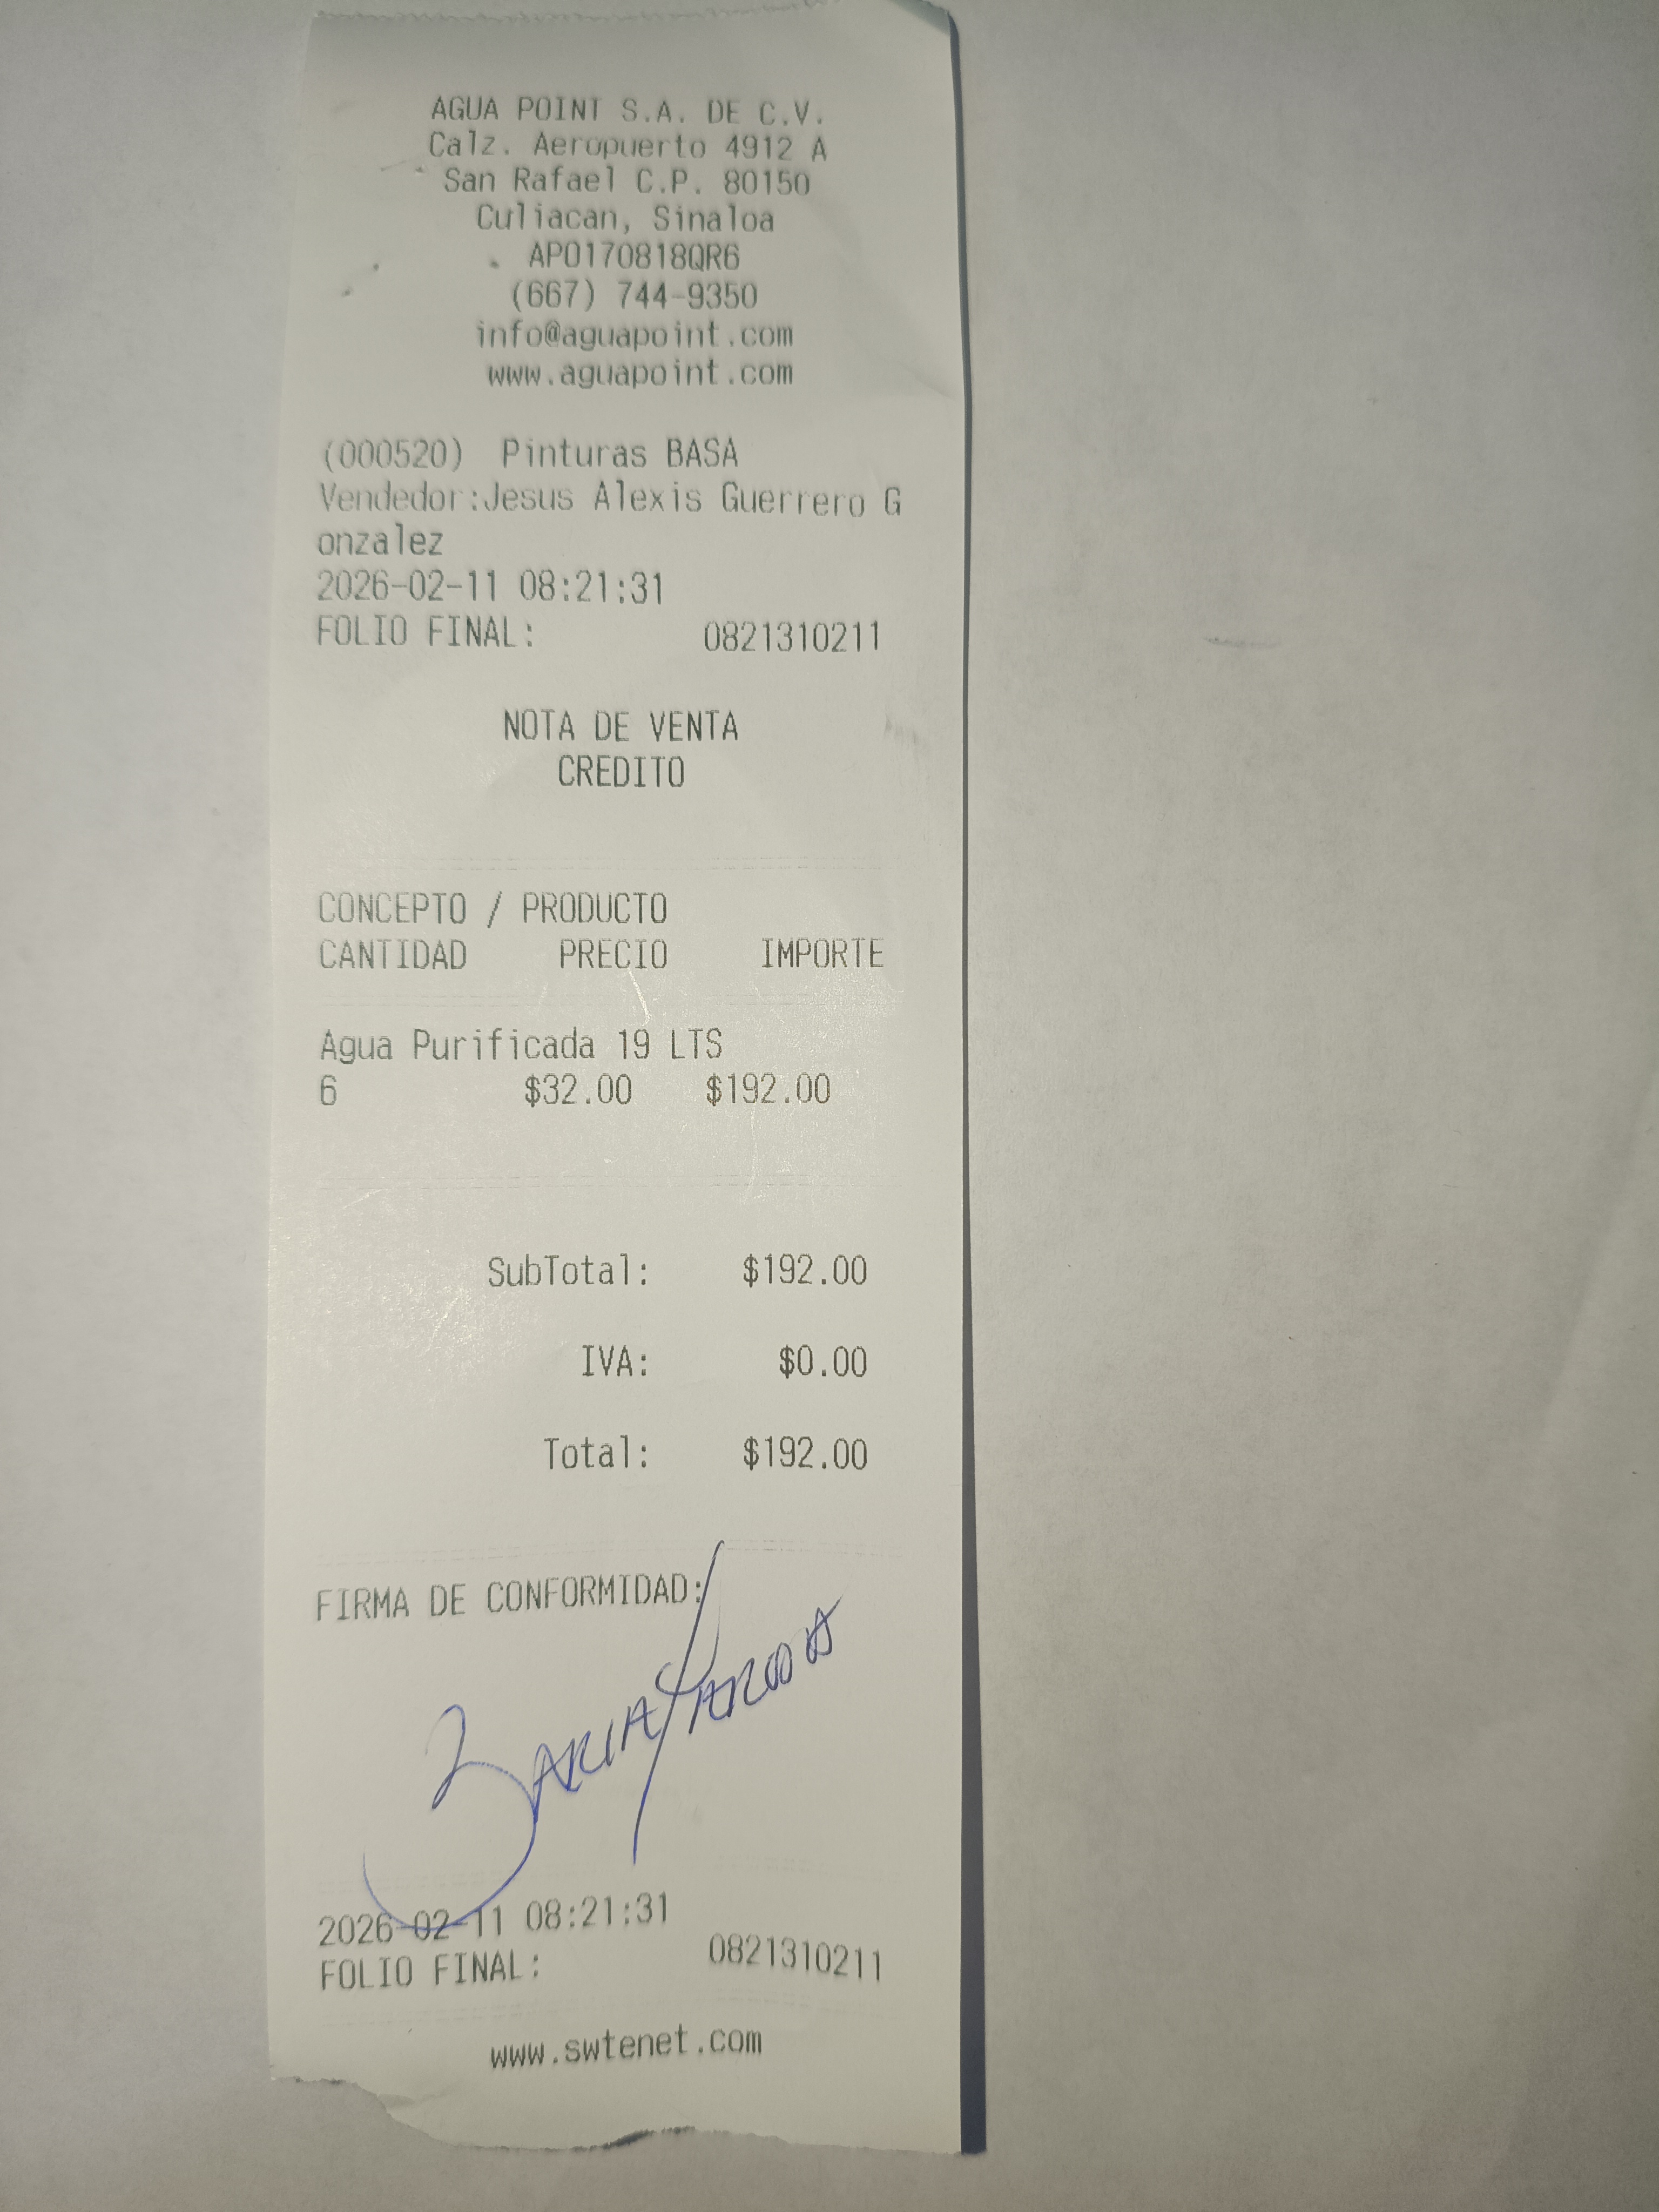 AGUA POINT S.A. DE C.V.
Calz. Aeropuerto 4912 A
San Rafael C.P. 80150
Culiacan, Sinaloa
APO170818QR6
(667) 744-9350
info@aguapoint.com
www.aguapoint.com
(000520) Pinturas BASA
Vendedor:Jesus Alexis Guerrero G
onzalez
2026-02-11 08:21:31
FOLIO FINAL: 0821310211
NOTA DE VENTA
CREDITO
CONCEPTO / PRODUCTO
CANTIDAD PRECIO IMPORTE
Agua Purificada 19 LTS
6 $32.00 $192.00
SubTotal: $192.00
IVA: $0.00
Total: $192.00
FIRMA DE CONFORMIDAD:
2026-02-11 08:21:31
FOLIO FINAL: 0821310211
www.swtenet.com